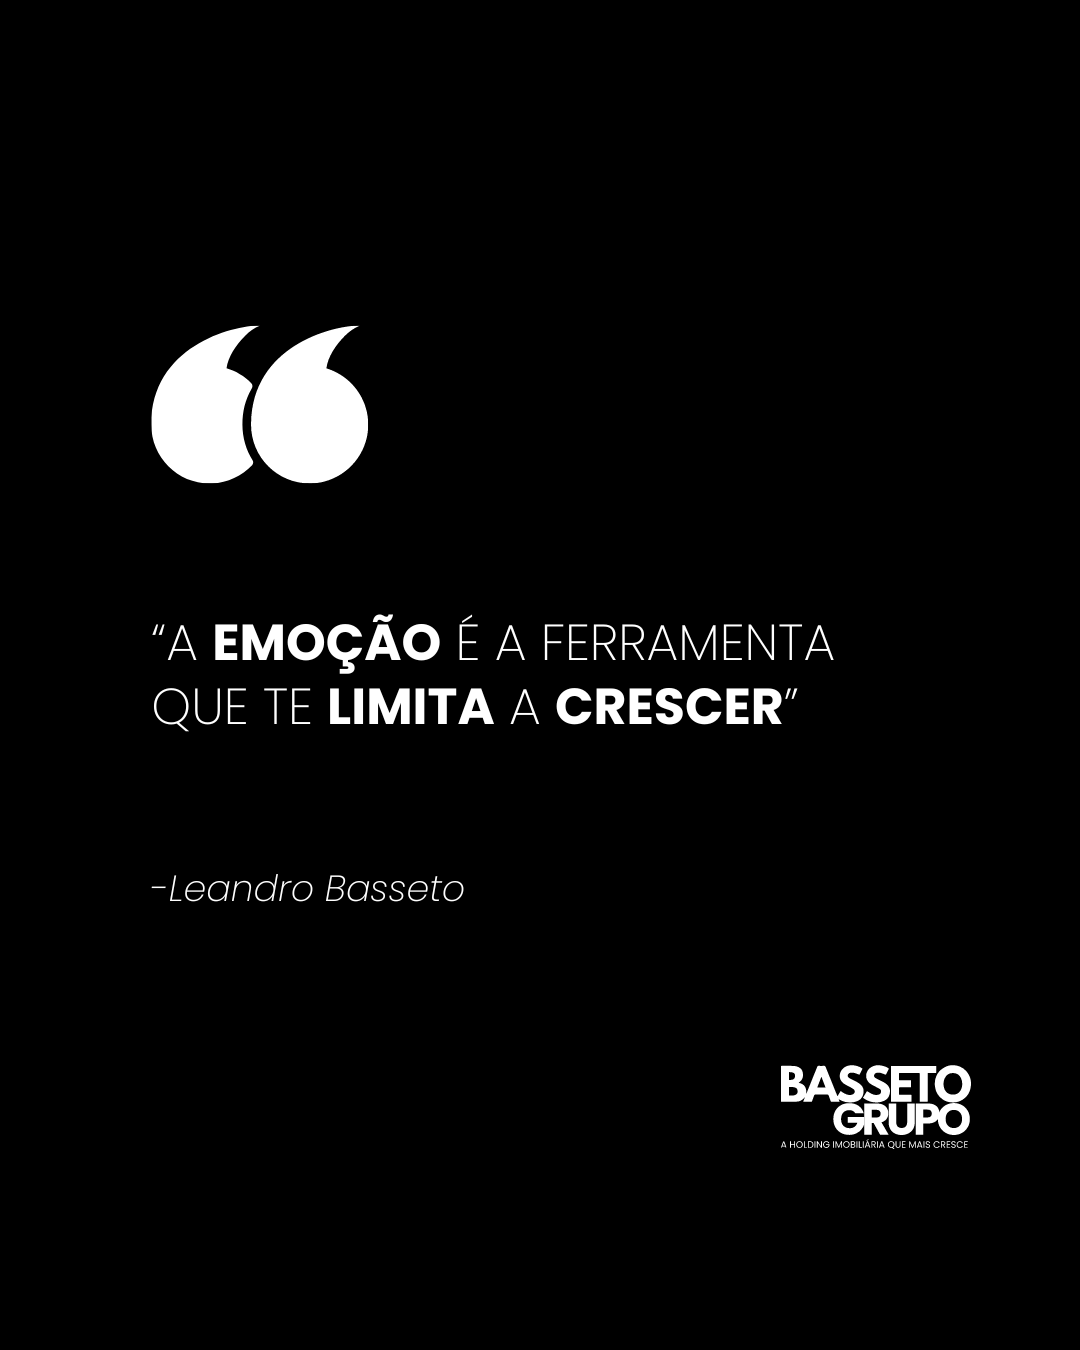 “A EMOÇÃO É A FERRAMENTA
QUE TE LIMITA A CRESCER”
-Leandro Basseto
BASSETO
GRUPO
A HOLDING IMOBILIÁRIA QUE MAIS CRESCE